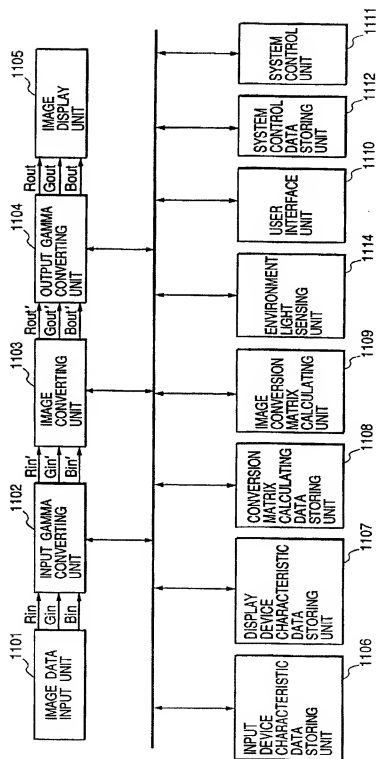 1101
IMAGE DATA
INPUT UNIT
Rin
Gin
Bin
1102
INPUT GAMMA
CONVERTING
UNIT
Rin'
Gin'
Bin'
1103
IMAGE
CONVERTING
UNIT
Rout'
Gout'
Bout'
1104
OUTPUT GAMMA
CONVERTING
UNIT
Rout
Gout
Bout
1105
IMAGE
DISPLAY
UNIT
INPUT
DEVICE
CHARACTERISTIC
DATA
STORING
UNIT
1106
DISPLAY
DEVICE
CHARACTERISTIC
DATA
STORING
UNIT
1107
CONVERSION
MATRIX
CALCULATING
DATA
STORING
UNIT
1108
IMAGE
CONVERSION
MATRIX
CALCULATING
UNIT
1109
ENVIRONMENT
LIGHT
SENSING
UNIT
1114
USER
INTERFACE
UNIT
1110
SYSTEM
CONTROL
DATA
STORING
UNIT
1112
SYSTEM
CONTROL
UNIT
1111